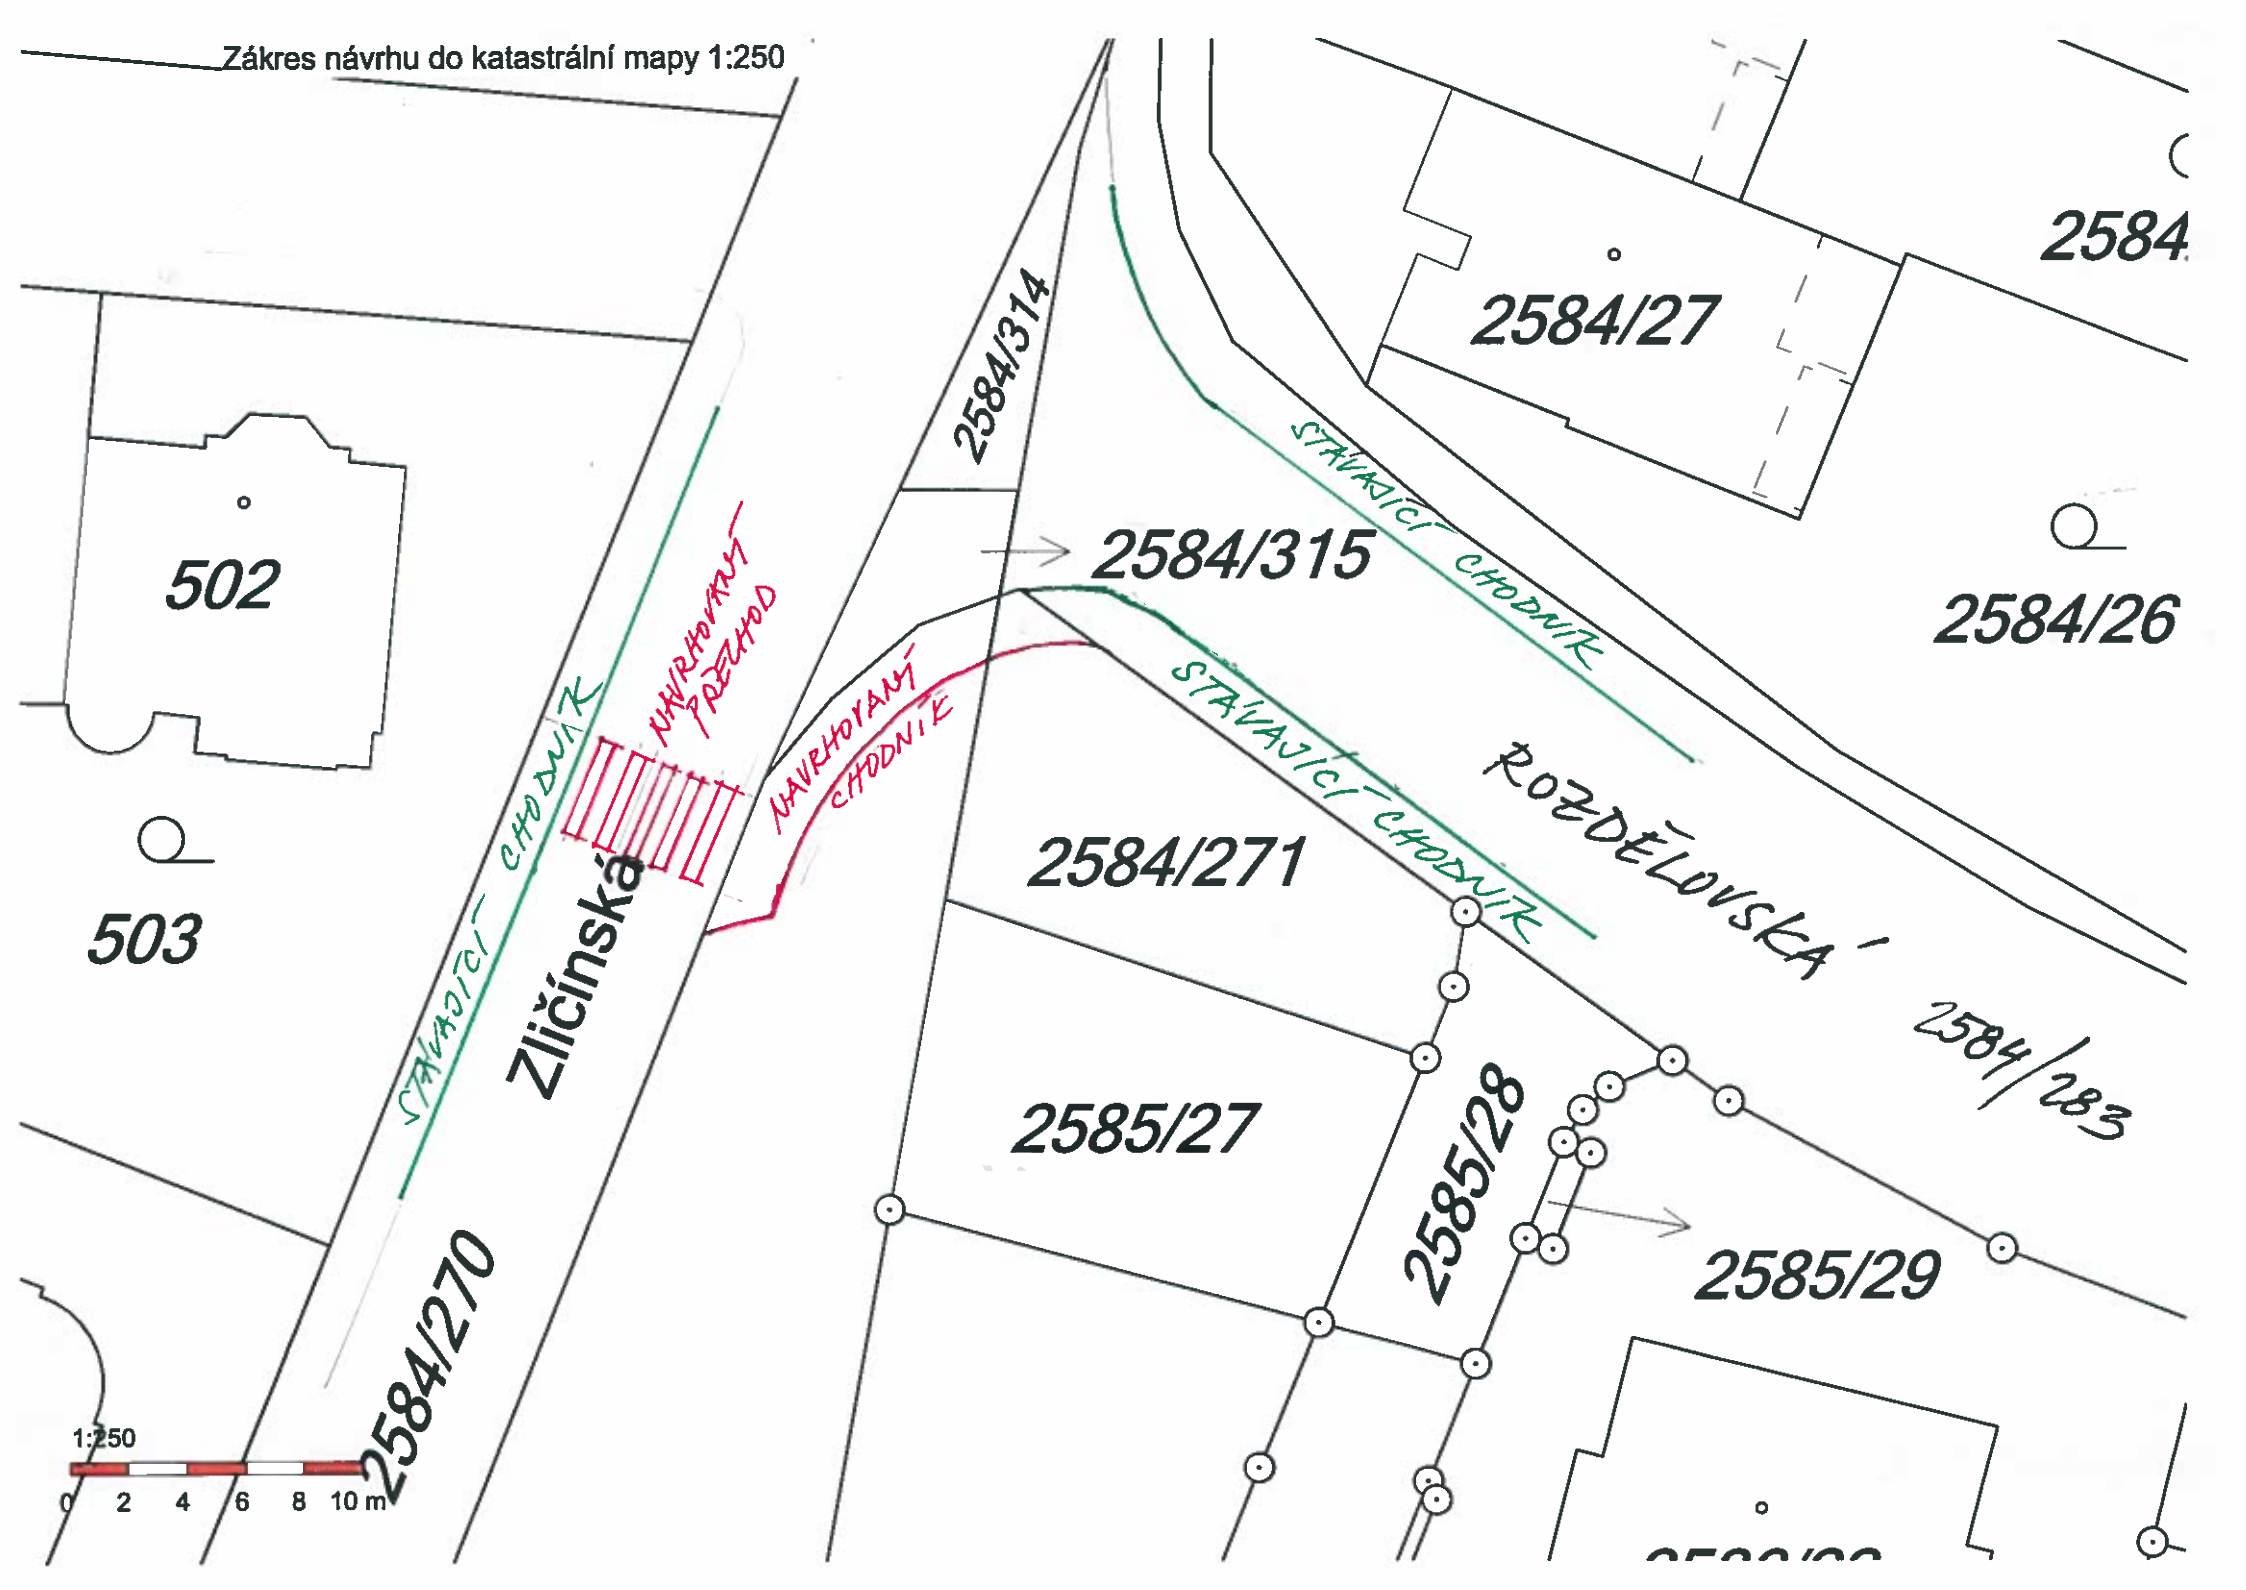 Zákres návrhu do katastrální mapy 1:250
2584
2584/27
2584/314
STÁVAJÍCÍ CHODNÍK
2584/315
502
2584/26
NAVRHOVANÝ
PŘECHOD
NAVRHOVANÝ
CHODNÍK
STÁVAJÍCÍ CHODNÍK
STÁVAJÍCÍ CHODNÍK
ROZDĚLOVSKÁ
2584/283
2584/271
503
Zličínská
2585/27
2585/28
2585/29
2584/270
1:250
0 2 4 6 8 10 m